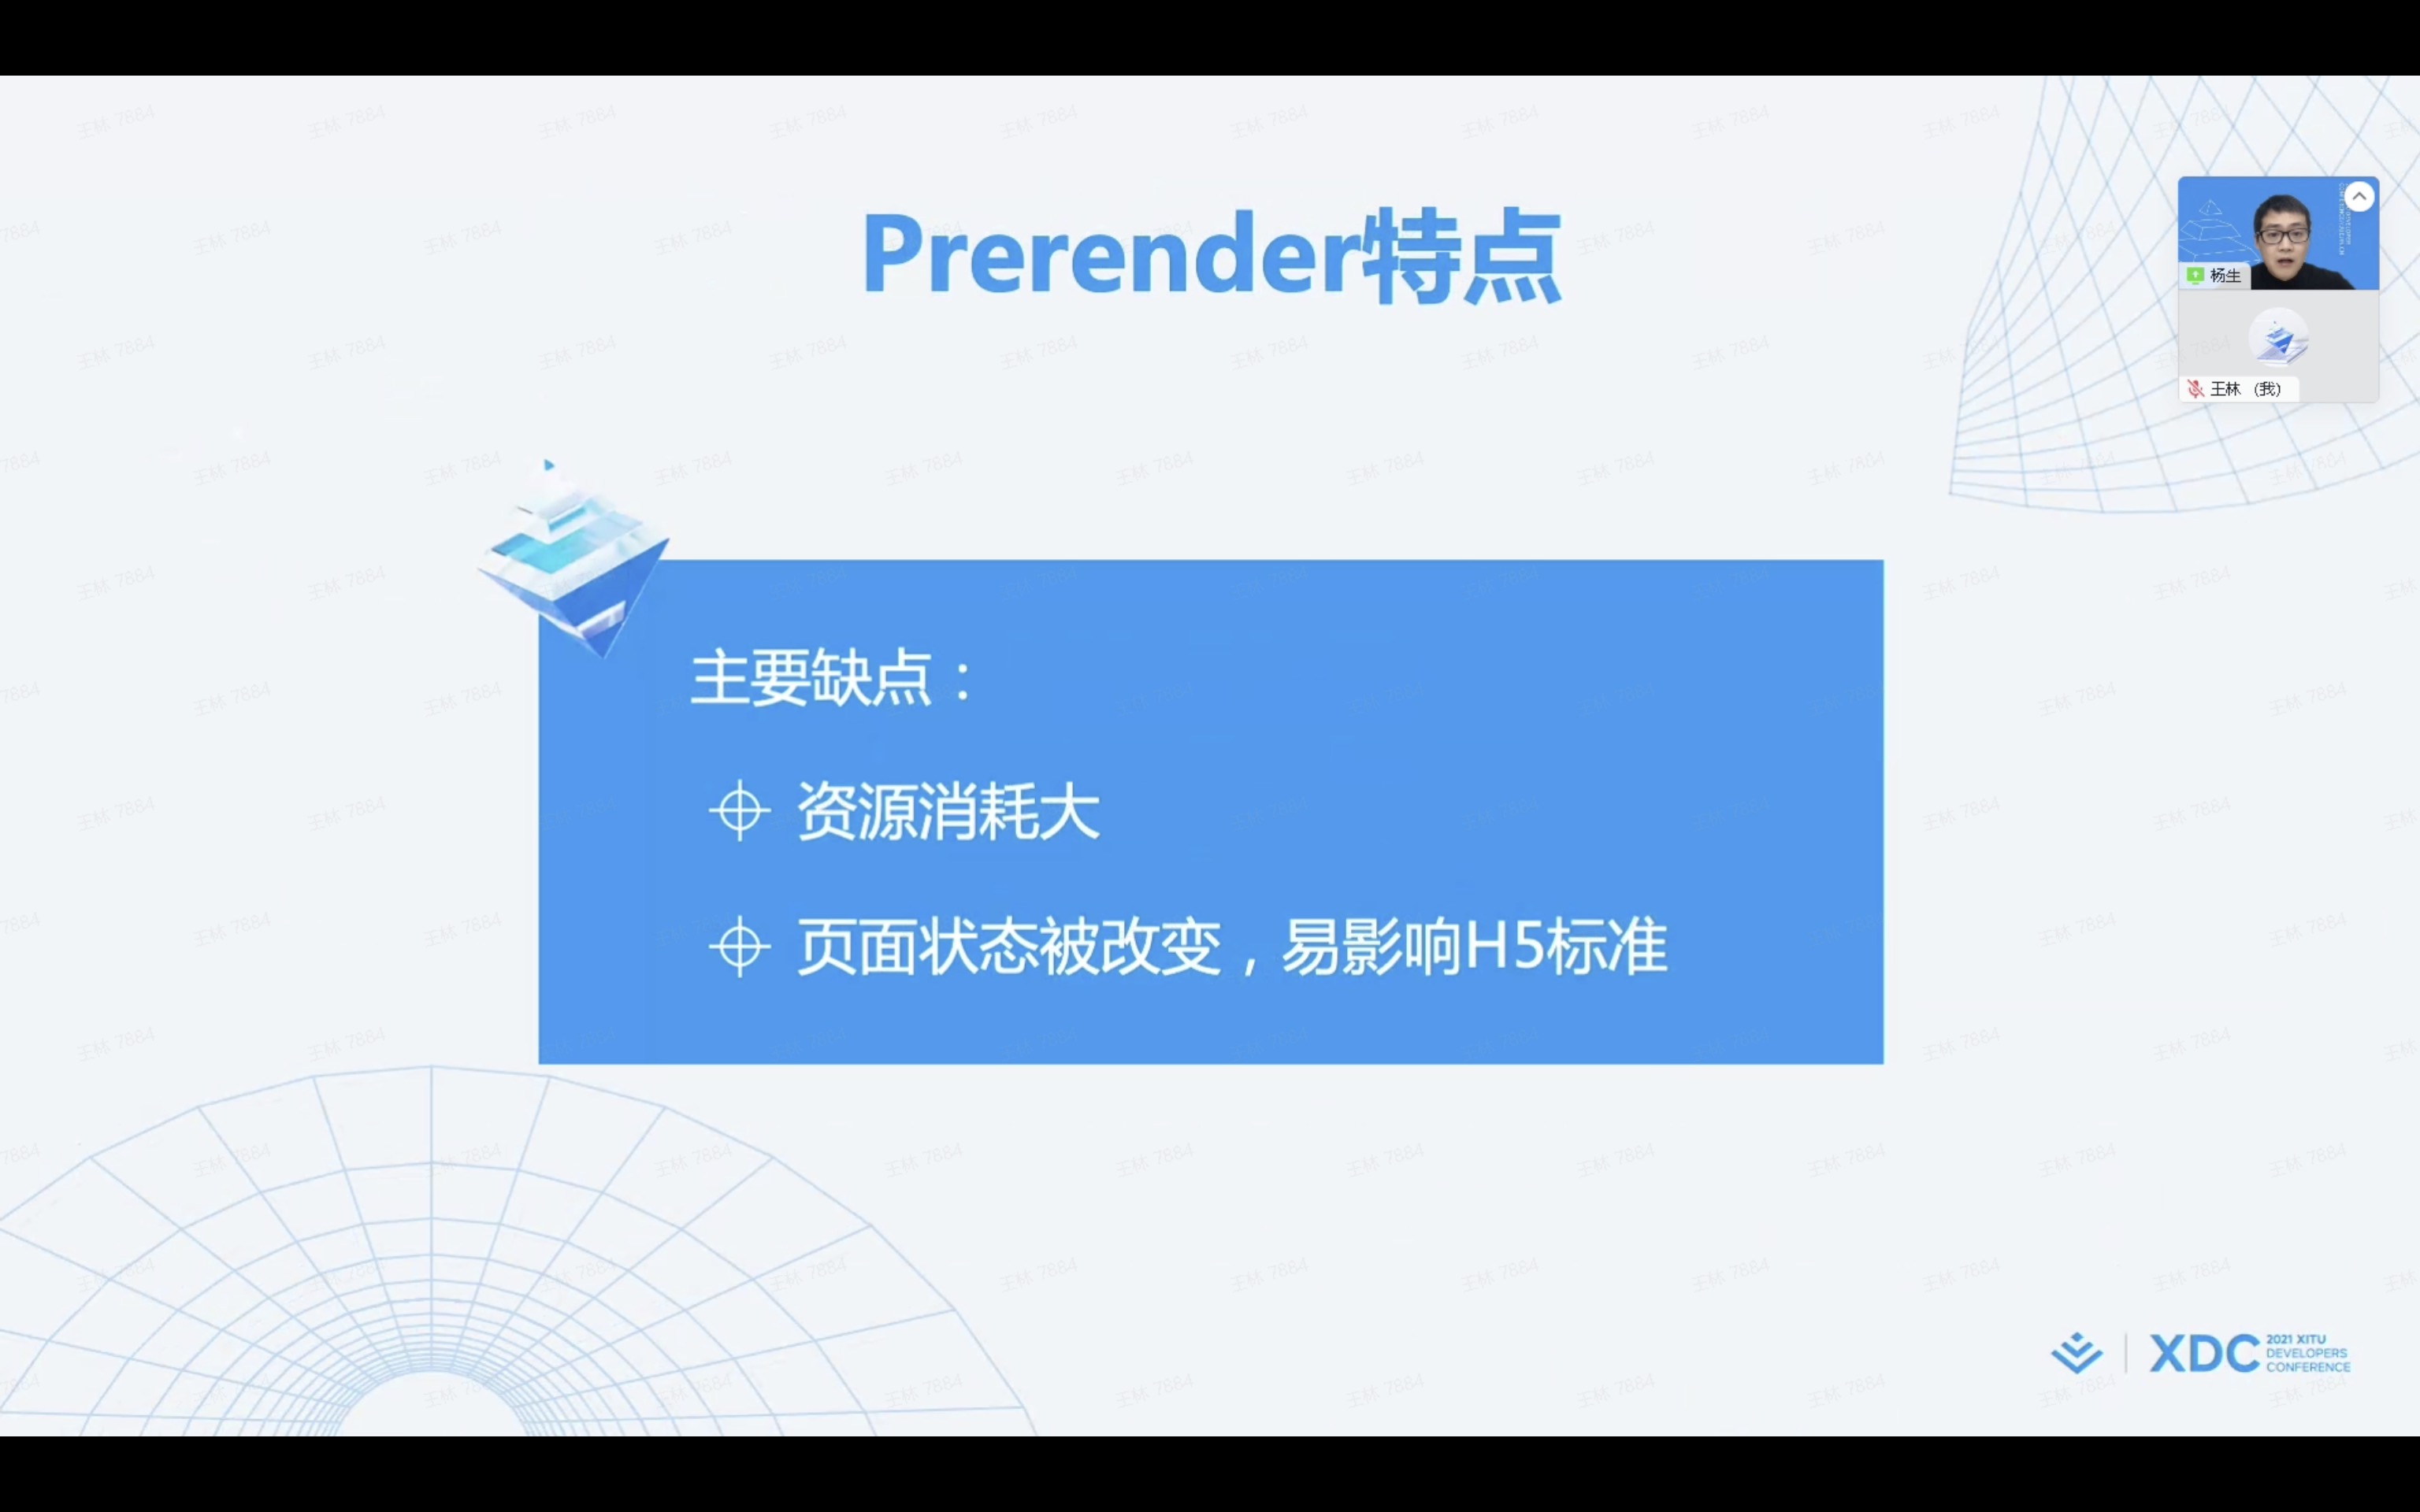 Prerender特点
杨生
王林 (我)
主要缺点：
资源消耗大
页面状态被改变，易影响H5标准
XDC
2021 XITU
DEVELOPERS
CONFERENCE
王林 7884